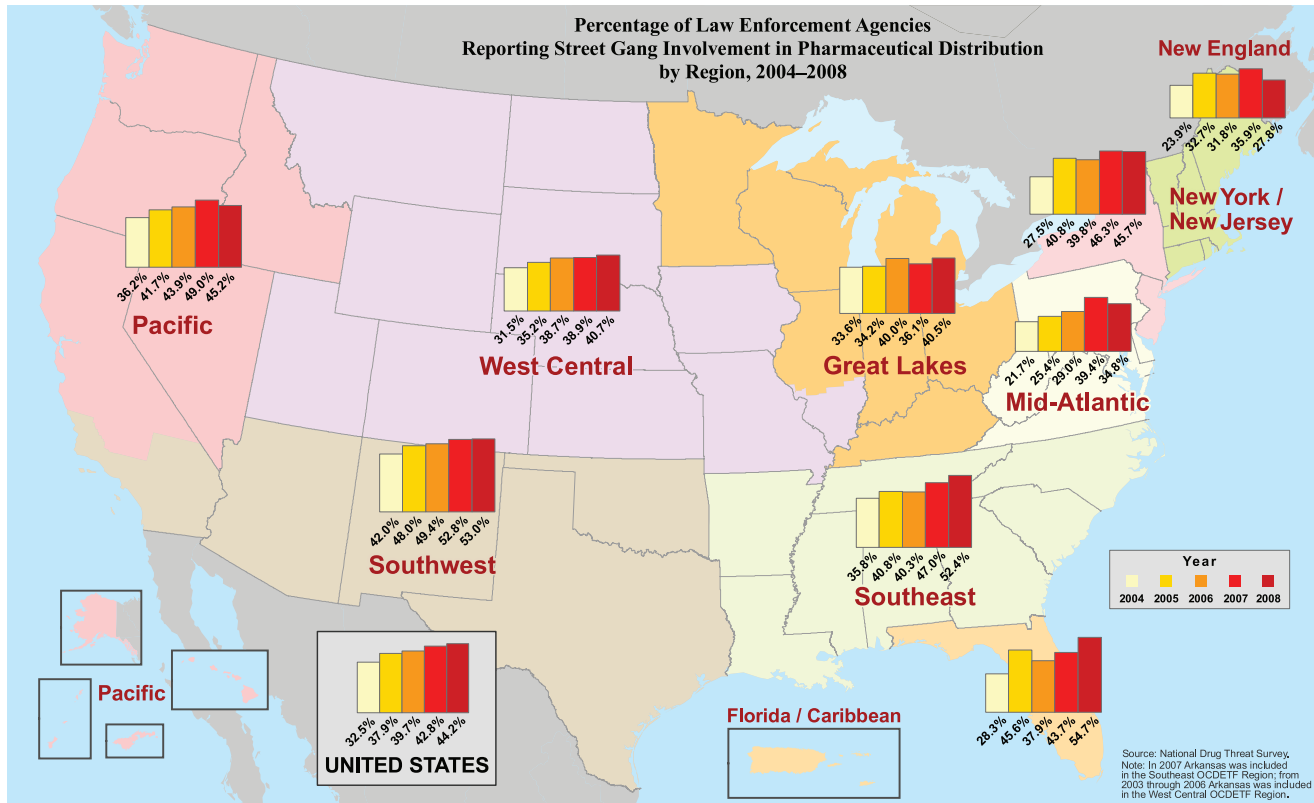 Percentage of Law Enforcement Agencies
Reporting Street Gang Involvement in Pharmaceutical Distribution
by Region, 2004–2008
New England
23.9% 32.7% 31.8% 35.9% 27.8%
New York /
New Jersey
27.5% 40.8% 39.8% 46.3% 45.7%
36.2% 41.7% 43.9% 49.0% 45.2%
Pacific
31.5% 35.2% 38.7% 38.9% 40.7%
West Central
33.6% 34.2% 40.0% 36.1% 40.5%
Great Lakes
21.7% 25.4% 29.0% 39.4% 34.8%
Mid-Atlantic
42.0% 48.0% 49.4% 52.8% 53.0%
Southwest
35.8% 40.8% 40.3% 47.0% 52.4%
Southeast
Year
2004 2005 2006 2007 2008
Pacific
32.5% 37.9% 39.7% 42.8% 44.2%
UNITED STATES
Florida / Caribbean
28.3% 45.6% 37.9% 43.7% 54.7%
Source: National Drug Threat Survey.
Note: In 2007 Arkansas was included
in the Southeast OCDETF Region; from
2003 through 2006 Arkansas was included
in the West Central OCDETF Region.